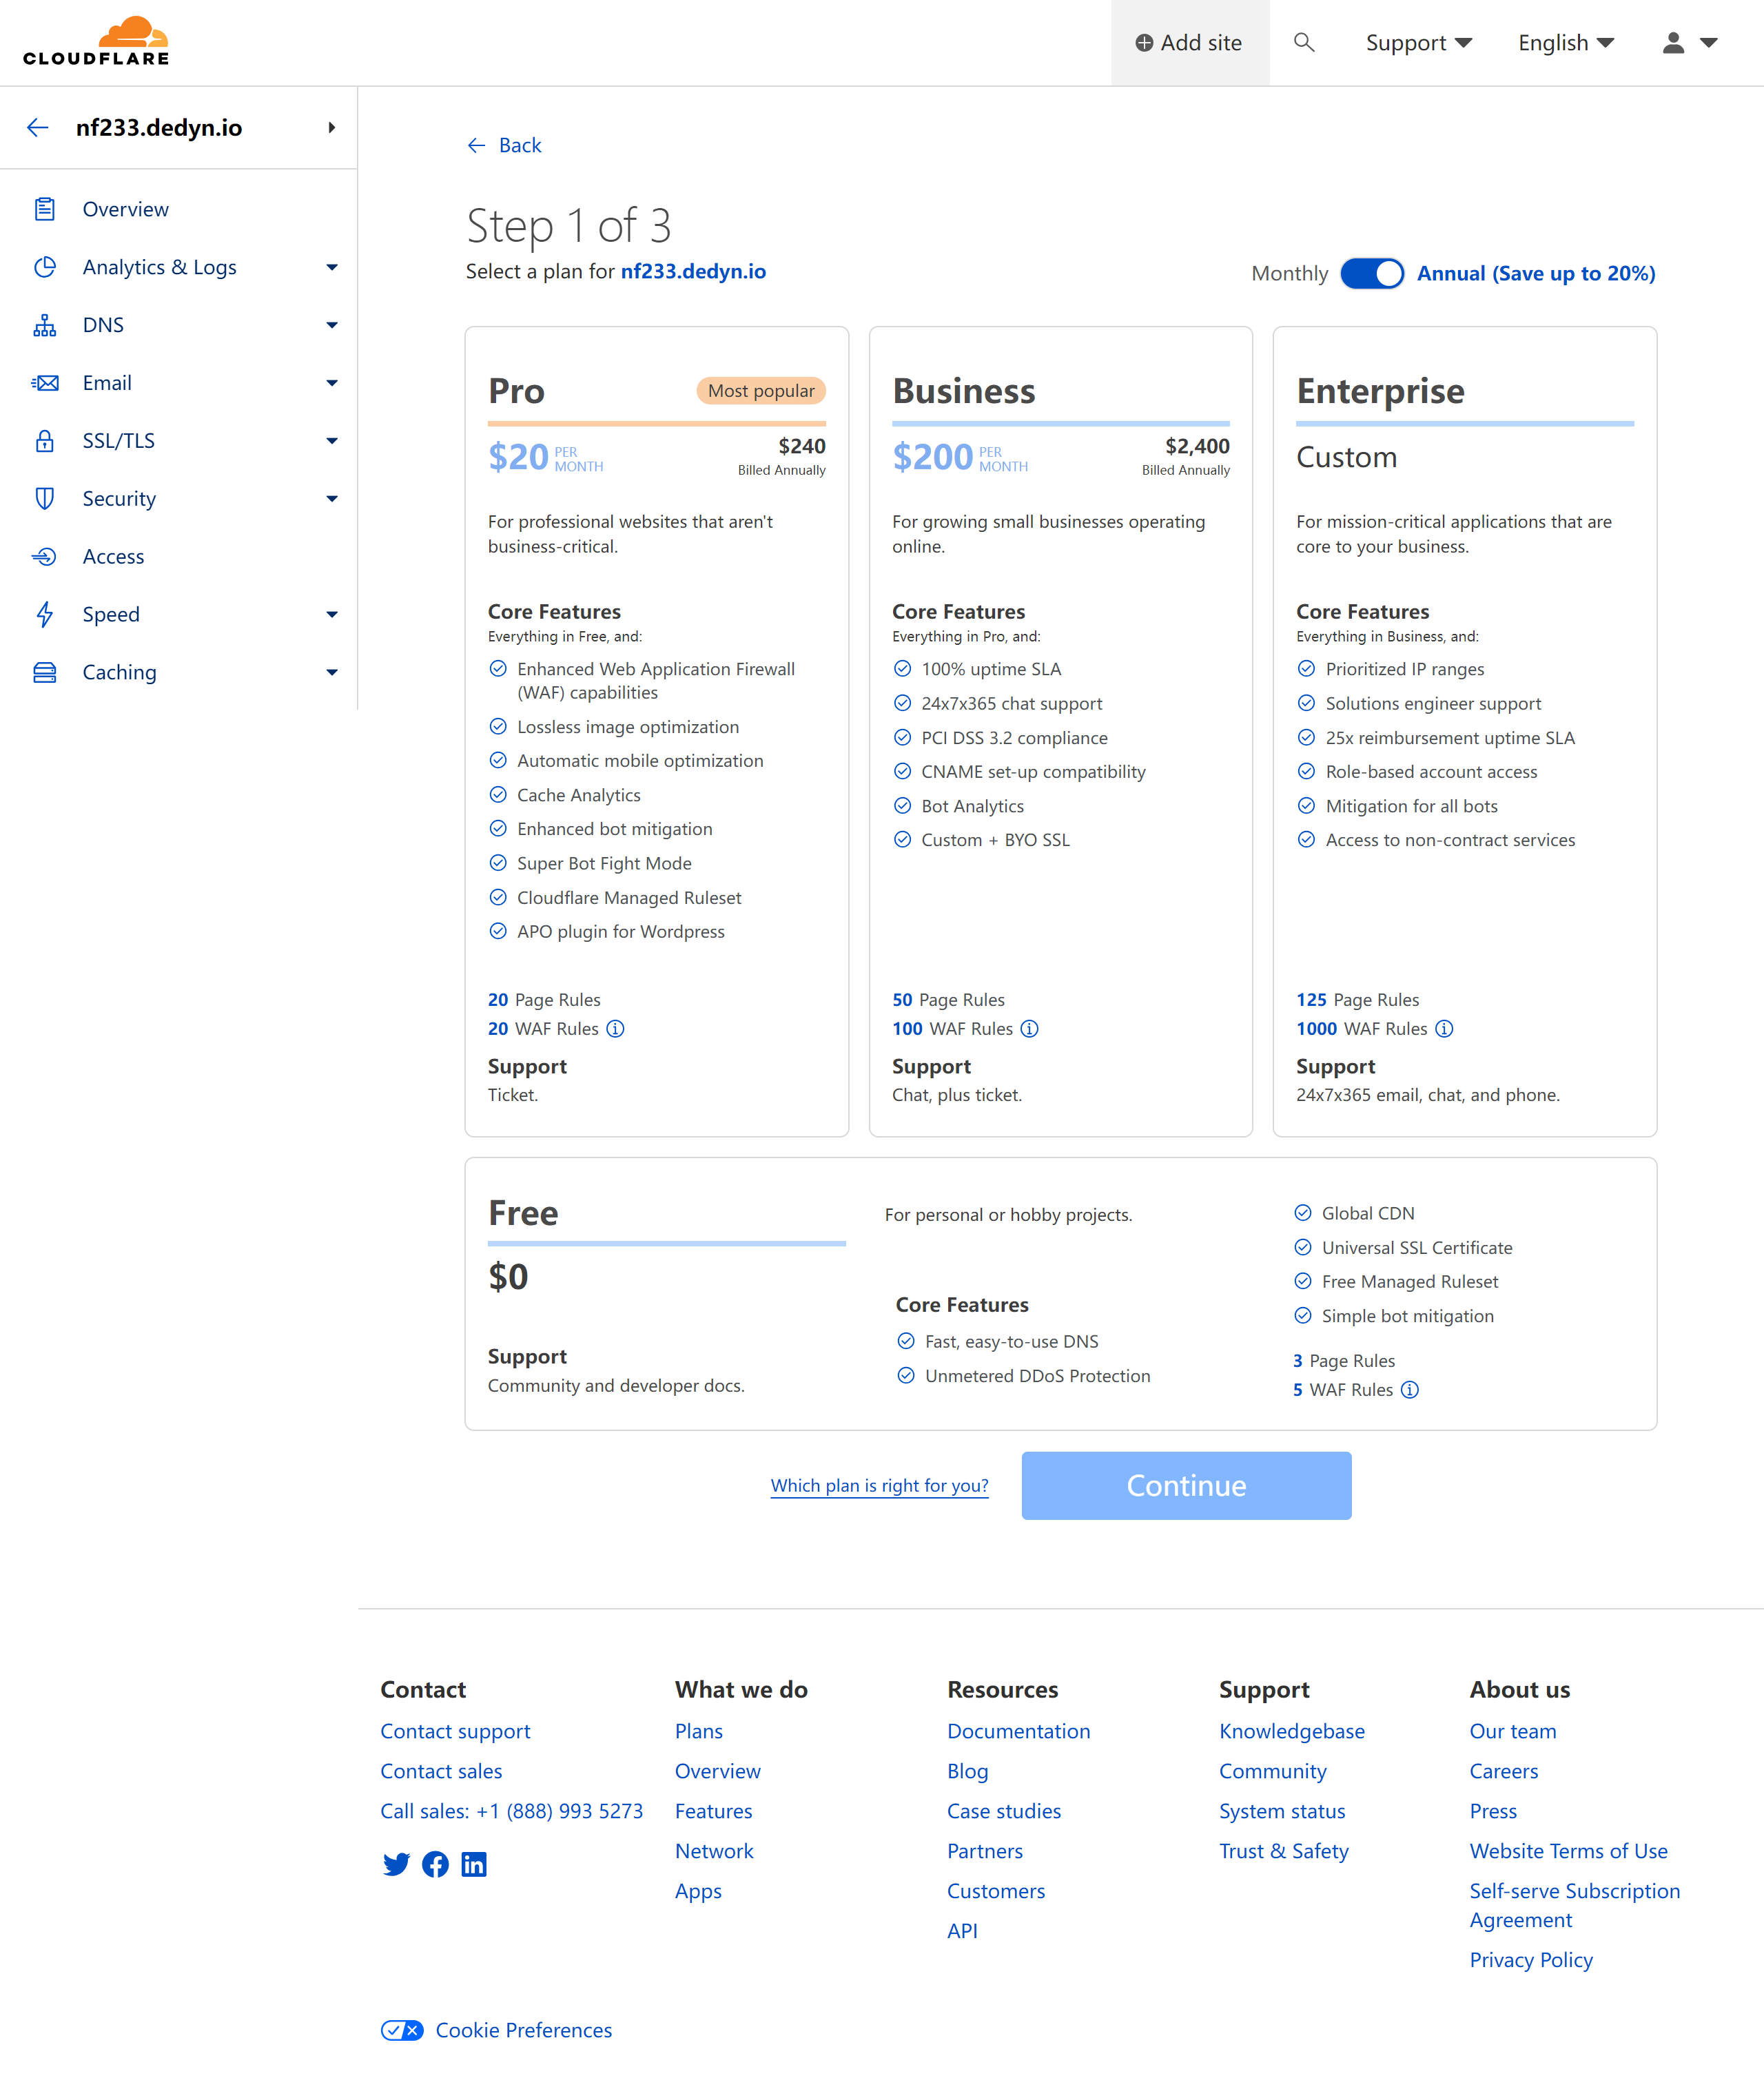 CLOUDFLARE
Add site
Support
English
nf233.dedyn.io
Overview
Analytics & Logs
DNS
Email
SSL/TLS
Security
Access
Speed
Caching
Back
Step 1 of 3
Select a plan for nf233.dedyn.io
Monthly
Annual (Save up to 20%)
Pro
Most popular
$20 PER MONTH
$240
Billed Annually
For professional websites that aren't
business-critical.
Core Features
Everything in Free, and:
Enhanced Web Application Firewall
(WAF) capabilities
Lossless image optimization
Automatic mobile optimization
Cache Analytics
Enhanced bot mitigation
Super Bot Fight Mode
Cloudflare Managed Ruleset
APO plugin for Wordpress
20 Page Rules
20 WAF Rules
Support
Ticket.
Business
$200 PER MONTH
$2,400
Billed Annually
For growing small businesses operating
online.
Core Features
Everything in Pro, and:
100% uptime SLA
24x7x365 chat support
PCI DSS 3.2 compliance
CNAME set-up compatibility
Bot Analytics
Custom + BYO SSL
50 Page Rules
100 WAF Rules
Support
Chat, plus ticket.
Enterprise
Custom
For mission-critical applications that are
core to your business.
Core Features
Everything in Business, and:
Prioritized IP ranges
Solutions engineer support
25x reimbursement uptime SLA
Role-based account access
Mitigation for all bots
Access to non-contract services
125 Page Rules
1000 WAF Rules
Support
24x7x365 email, chat, and phone.
Free
$0
Support
Community and developer docs.
For personal or hobby projects.
Core Features
Fast, easy-to-use DNS
Unmetered DDoS Protection
Global CDN
Universal SSL Certificate
Free Managed Ruleset
Simple bot mitigation
3 Page Rules
5 WAF Rules
Which plan is right for you?
Continue
Contact
Contact support
Contact sales
Call sales: +1 (888) 993 5273
What we do
Plans
Overview
Features
Network
Apps
Resources
Documentation
Blog
Case studies
Partners
Customers
API
Support
Knowledgebase
Community
System status
Trust & Safety
About us
Our team
Careers
Press
Website Terms of Use
Self-serve Subscription
Agreement
Privacy Policy
Cookie Preferences